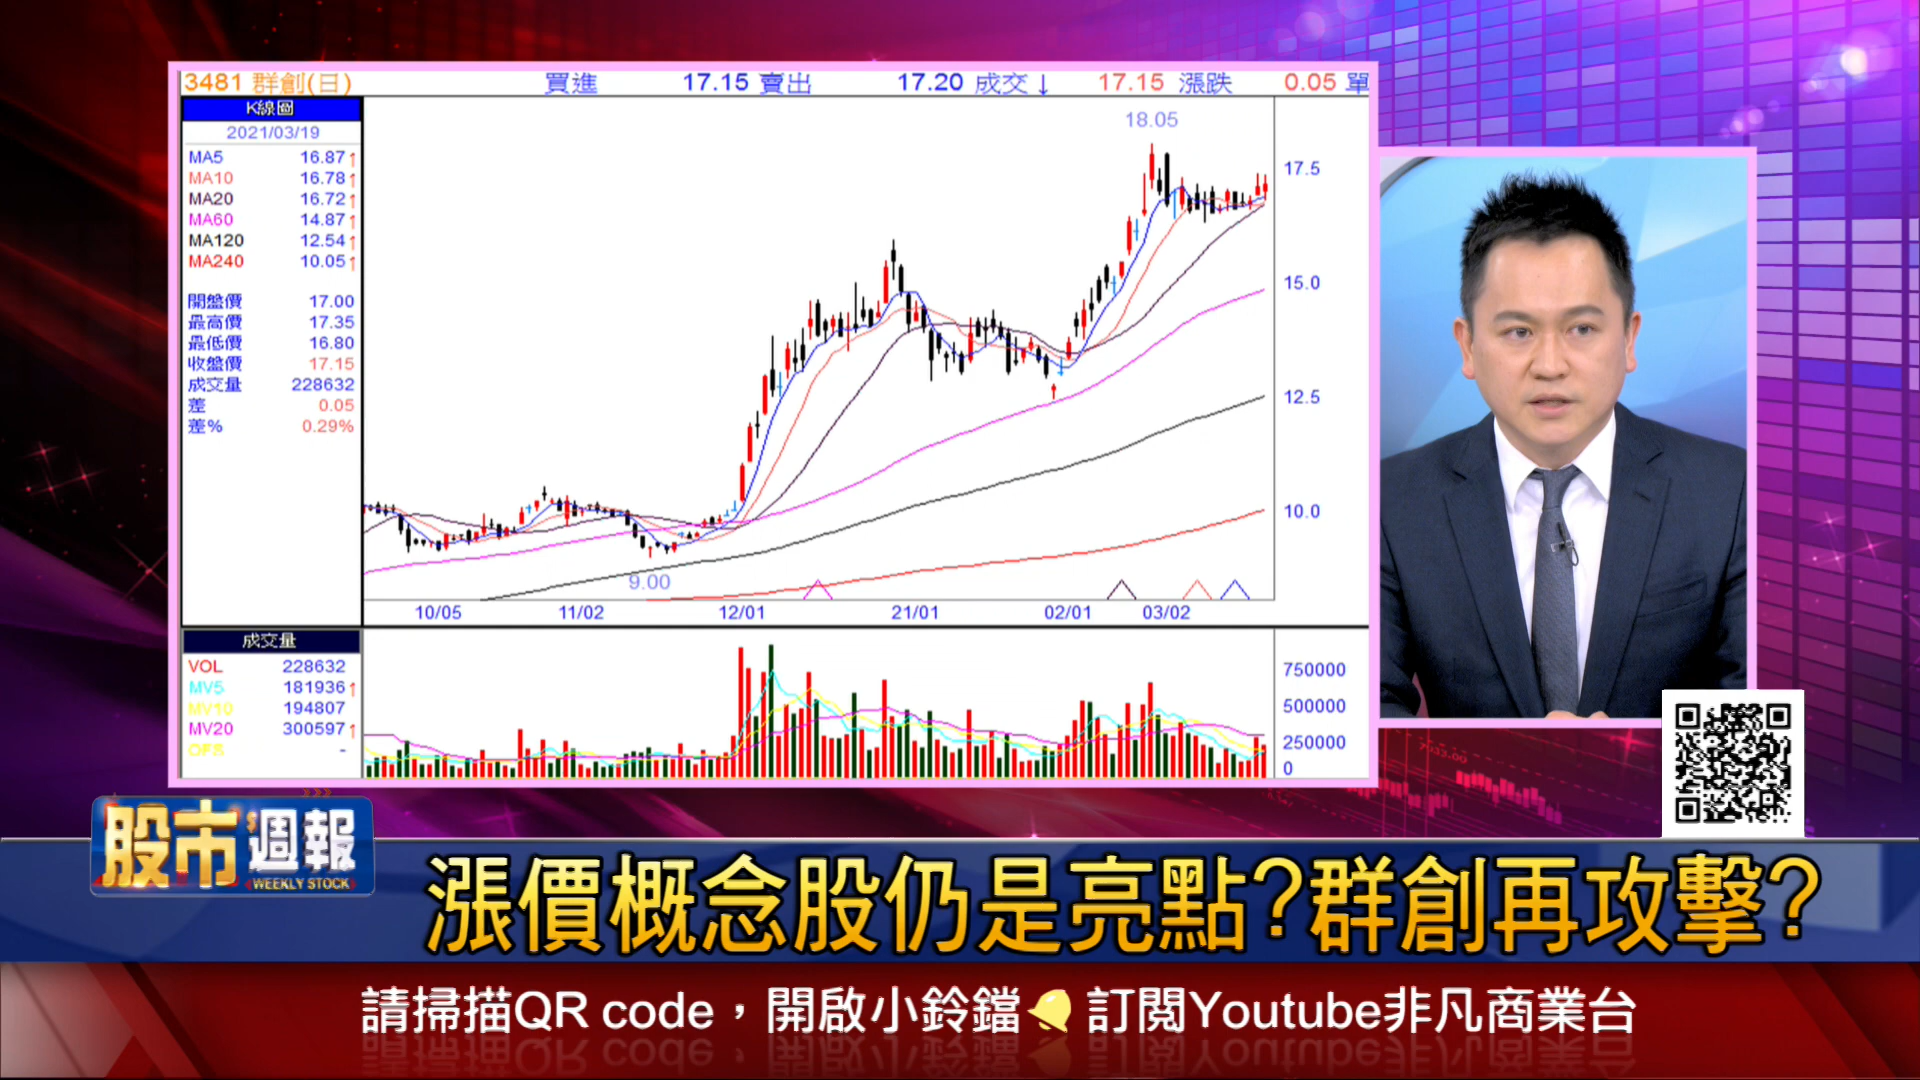 3481 群創(日) 買進 17.15 賣出 17.20 成交↓ 17.15 漲跌 0.05 單
K線圖
2021/03/19
MA5 16.87↑
MA10 16.78↑
MA20 16.72↑
MA60 14.87↑
MA120 12.54↑
MA240 10.05↑
開盤價 17.00
最高價 17.35
最低價 16.80
收盤價 17.15
成交量 228632
差 0.05
差% 0.29%
18.05
17.5
15.0
12.5
10.0
9.00
10/05 11/02 12/01 21/01 02/01 03/02
成交量
VOL 228632
MV5 181936↑
MV10 194807
MV20 300597↑
OFS -
750000
500000
250000
0
股市週報
WEEKLY STOCK
漲價概念股仍是亮點?群創再攻擊?
請掃描QR code，開啟小鈴鐺🔔訂閱Youtube非凡商業台